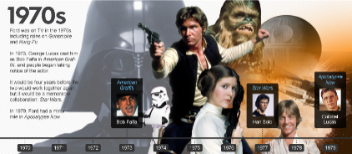 1970s
Ford was on TV in the 1970s
including roles on Gunsmoke
and Kung Fu.
In 1973, George Lucas cast him
as Bob Falfa in American Graffiti
and people began taking
notice of the actor.
It would be four years before the
two would work together again
but it would be a memorable
collaboration: Star Wars.
In 1979, Ford had a
role in Apocalypse Now.
American
Graffiti
Bob Falfa
Star Wars
Han Solo
Apocalypse
Now
Colonel
Lucas
1970
1971
1972
1973
1974
1975
1976
1977
1978
1979